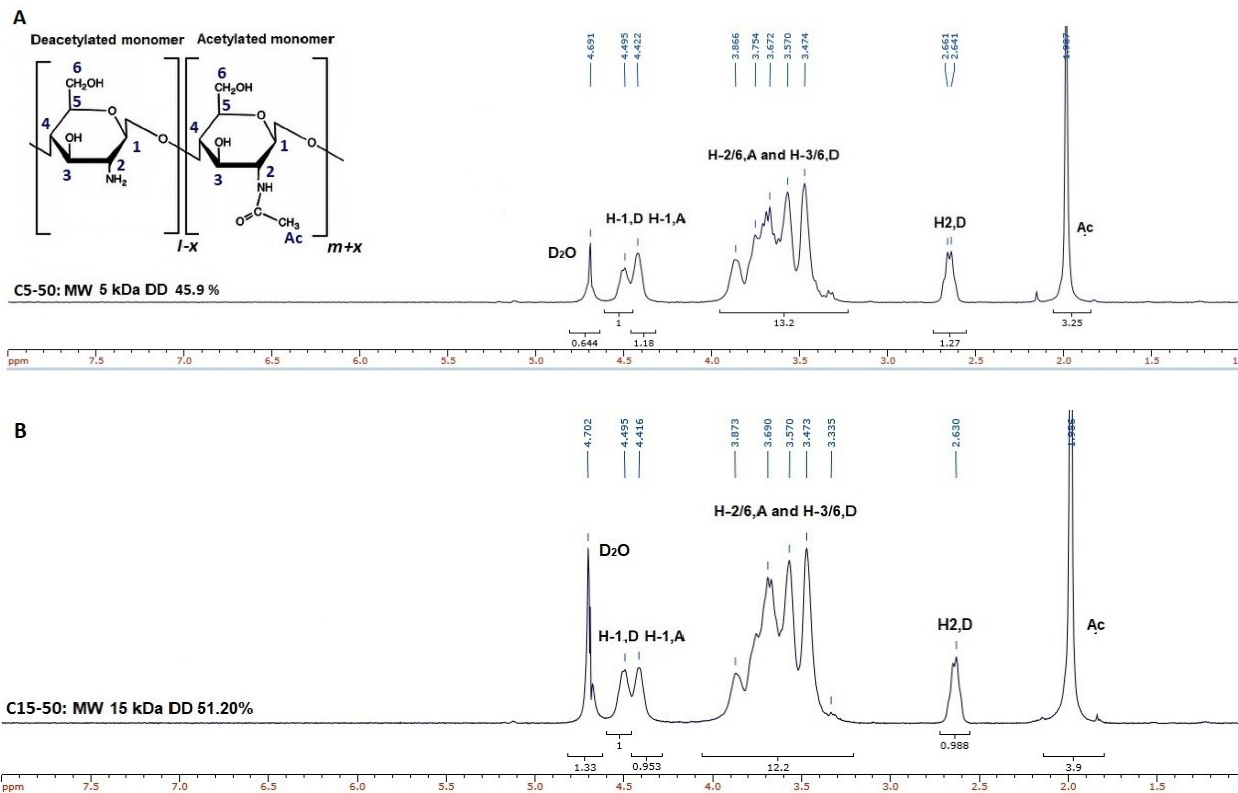 A
Deacetylated monomer Acetylated monomer
6
CH₂OH
5
O
4
OH
1
2
3
NH₂
O
l-x
6
CH₂OH
5
O
4
OH
1
2
3
NH
O
C
CH₃
Ac
O
m+x
4.691 4.495 4.422 3.866 3.754 3.672 3.570 3.474 2.661 2.641 1.987
H-2/6,A and H-3/6,D
H-1,D H-1,A
D₂O
H2,D
Ac
C5-50: MW 5 kDa DD 45.9 %
1 13.2 3.25
0.644 1.18 1.27
ppm 7.5 7.0 6.5 6.0 5.5 5.0 4.5 4.0 3.5 3.0 2.5 2.0 1.5 1
B
4.702 4.495 4.416 3.873 3.690 3.570 3.473 3.335 2.630 1.986
H-2/6,A and H-3/6,D
D₂O
H-1,D H-1,A
H2,D
Ac
C15-50: MW 15 kDa DD 51.20%
1 0.988
1.33 0.953 12.2 3.9
ppm 7.5 7.0 6.5 6.0 5.5 5.0 4.5 4.0 3.5 3.0 2.5 2.0 1.5